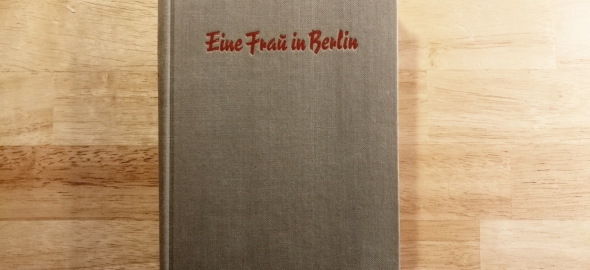 Eine Frau in Berlin